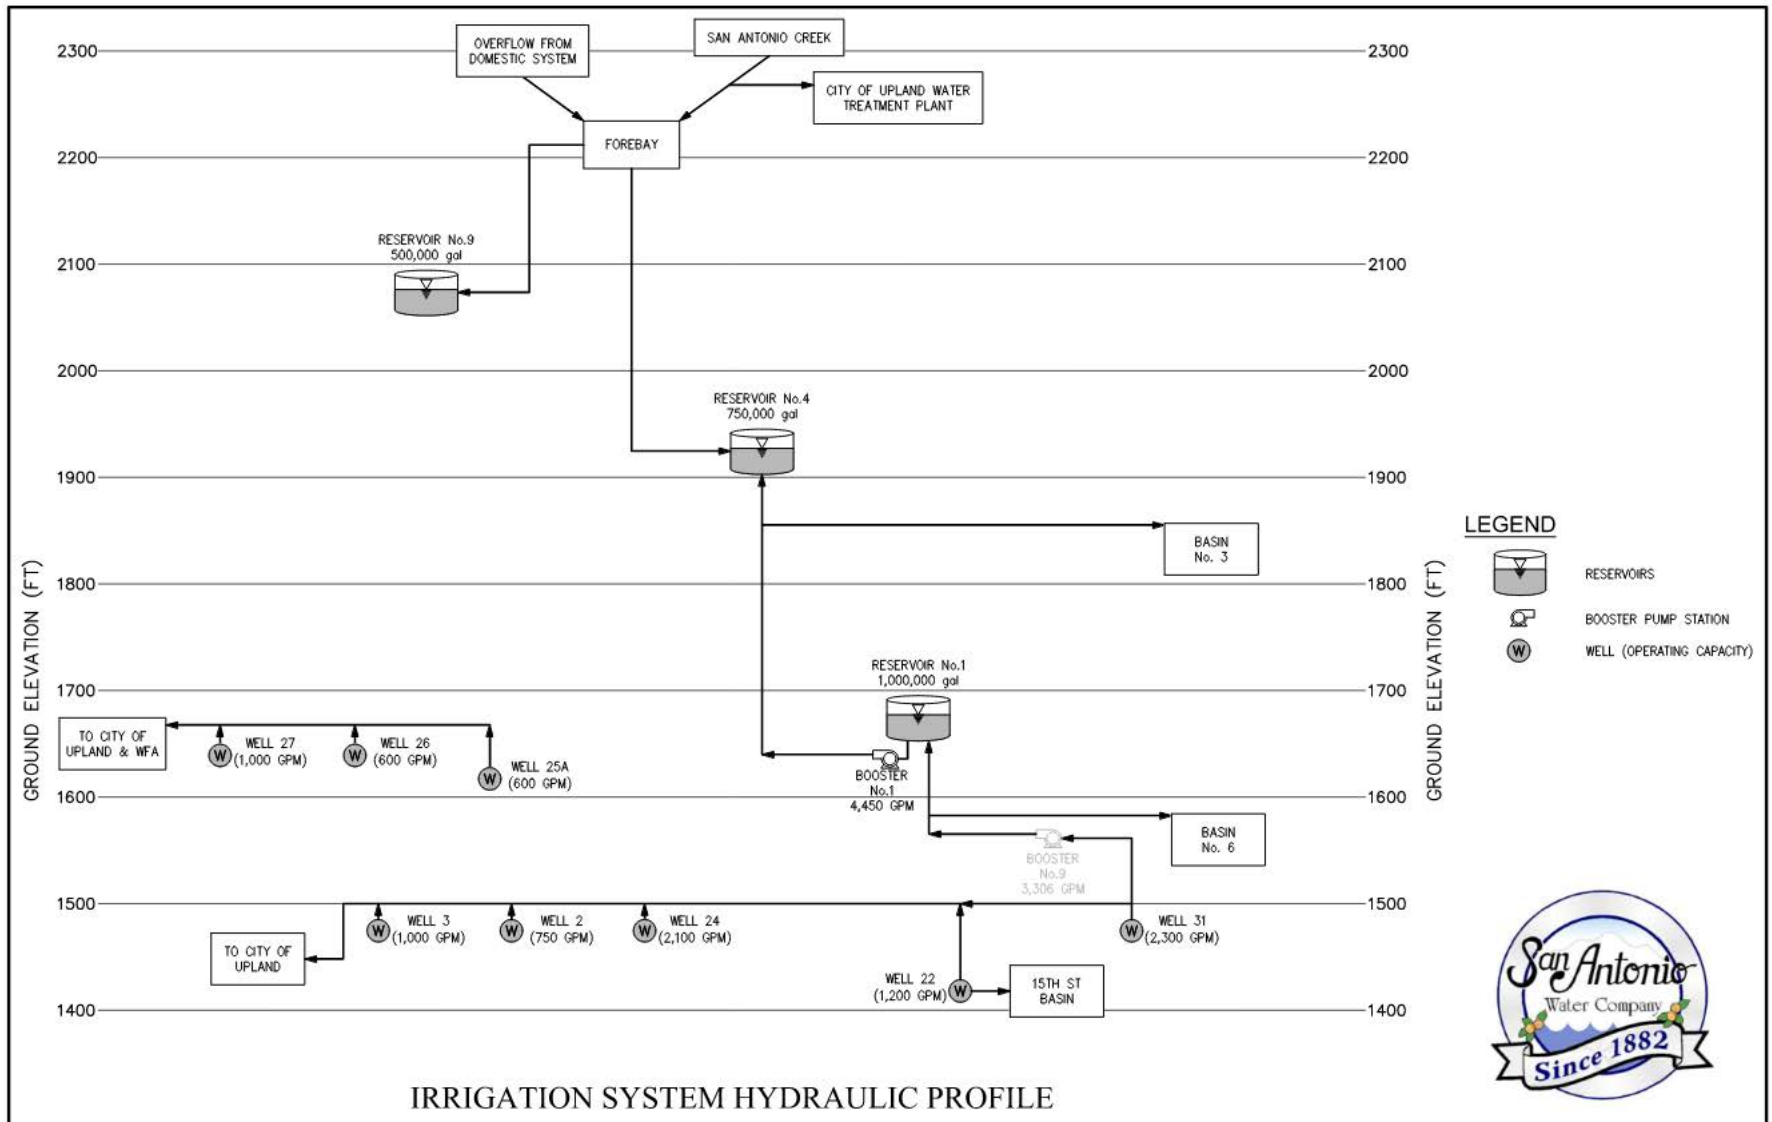 OVERFLOW FROM
DOMESTIC SYSTEM
SAN ANTONIO CREEK
2300
2300
CITY OF UPLAND WATER
TREATMENT PLANT
FOREBAY
2200
2200
RESERVOIR No.9
500,000 gal
2100
2100
2000
2000
RESERVOIR No.4
750,000 gal
1900
1900
BASIN
No. 3
LEGEND
RESERVOIRS
BOOSTER PUMP STATION
WELL (OPERATING CAPACITY)
W
GROUND ELEVATION (FT)
GROUND ELEVATION (FT)
1800
1800
RESERVOIR No.1
1,000,000 gal
1700
1700
TO CITY OF
UPLAND & WFA
W
WELL 27
(1,000 GPM)
W
WELL 26
(600 GPM)
W
WELL 25A
(600 GPM)
BOOSTER
No.1
4,450 GPM
1600
1600
BASIN
No. 6
BOOSTER
No.9
3,306 GPM
1500
1500
W
WELL 3
(1,000 GPM)
W
WELL 2
(750 GPM)
W
WELL 24
(2,100 GPM)
W
WELL 31
(2,300 GPM)
TO CITY OF
UPLAND
WELL 22
(1,200 GPM)
W
15TH ST
BASIN
1400
1400
San Antonio
Water Company
Since 1882
IRRIGATION SYSTEM HYDRAULIC PROFILE